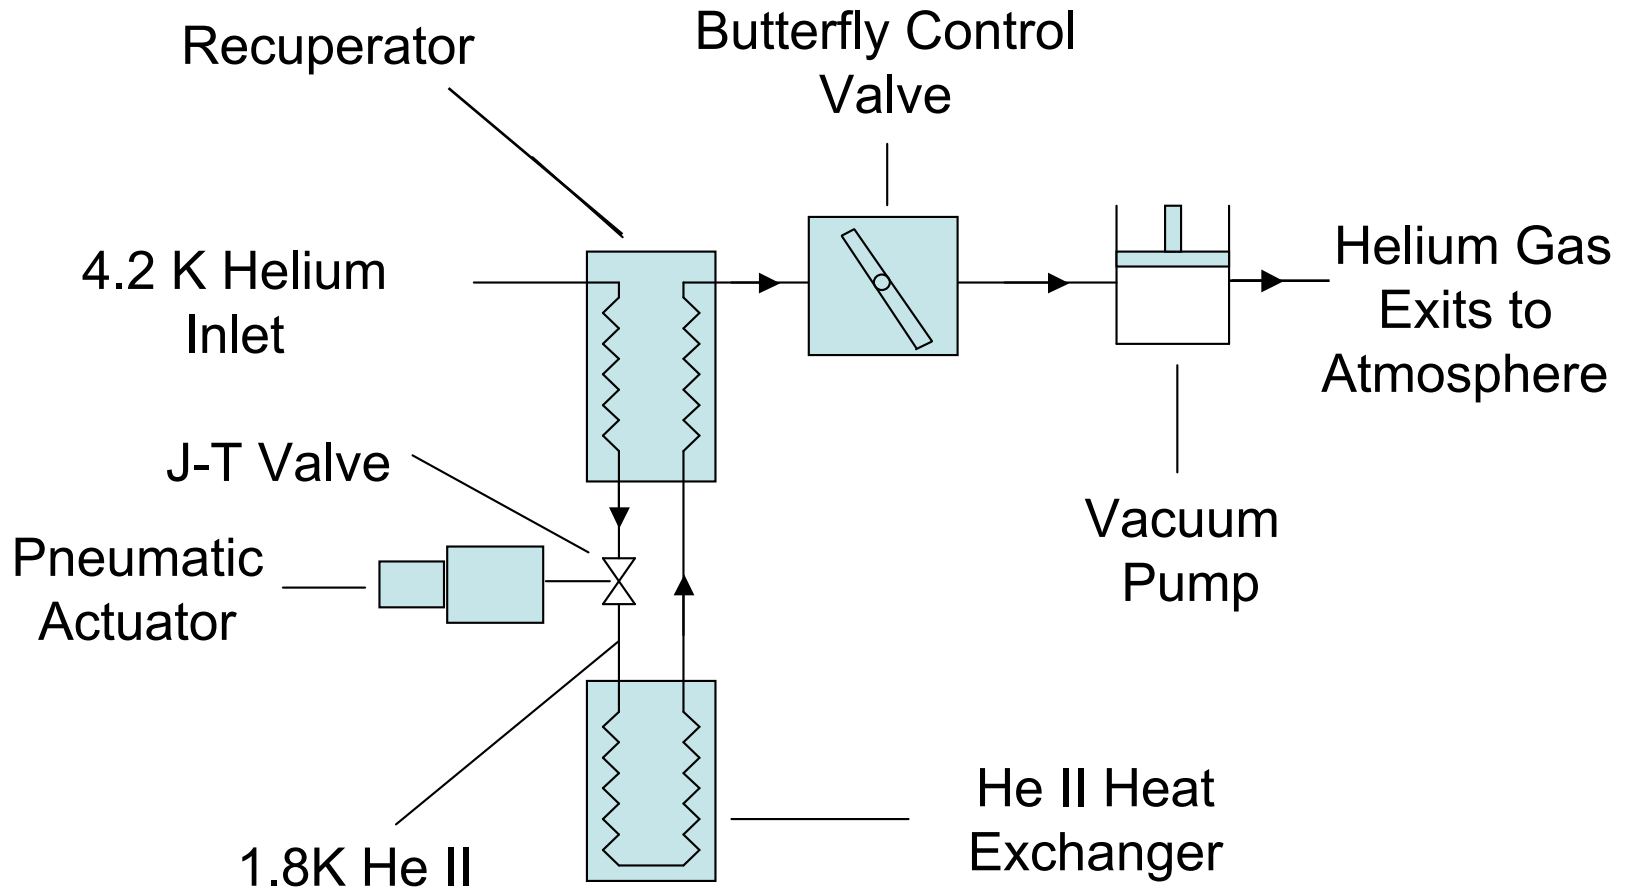 Recuperator
Butterfly Control
Valve
4.2 K Helium
Inlet
Helium Gas
Exits to
Atmosphere
J-T Valve
Vacuum
Pump
Pneumatic
Actuator
He II Heat
Exchanger
1.8K He II